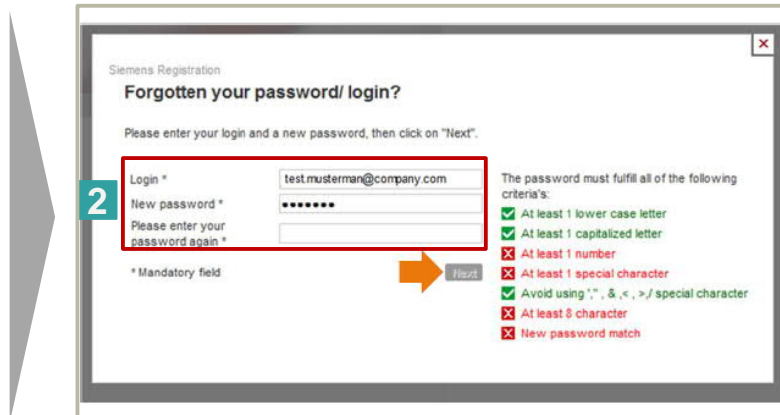 Siemens Registration
Forgotten your password/ login?
Please enter your login and a new password, then click on "Next".
2
Login *
test.musterman@company.com
New password *
•••••••
Please enter your
password again *
* Mandatory field
Next
The password must fulfill all of the following
criteria's:
At least 1 lower case letter
At least 1 capitalized letter
At least 1 number
At least 1 special character
Avoid using '," , & ,< , >,/ special character
At least 8 character
New password match